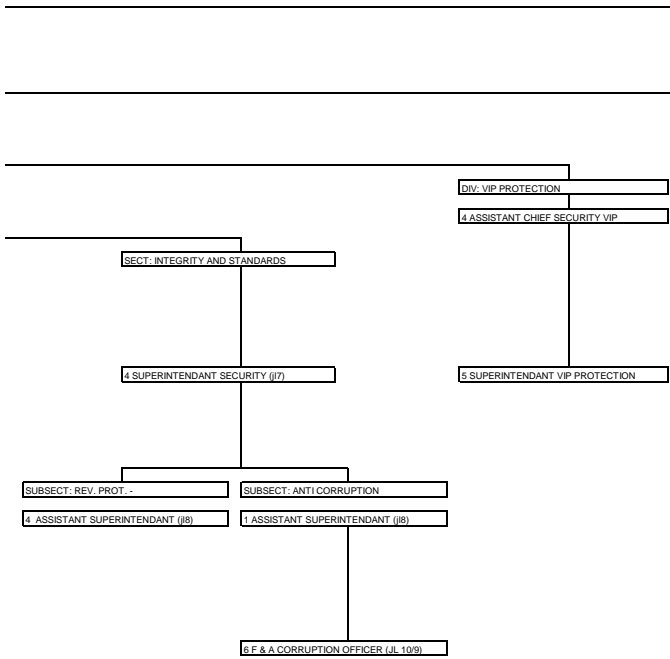 DIV: VIP PROTECTION
4 ASSISTANT CHIEF SECURITY VIP
SECT: INTEGRITY AND STANDARDS
4 SUPERINTENDANT SECURITY (jl7)
5 SUPERINTENDANT VIP PROTECTION
SUBSECT: REV. PROT. -
SUBSECT: ANTI CORRUPTION
4 ASSISTANT SUPERINTENDANT (jl8)
1 ASSISTANT SUPERINTENDANT (jl8)
6 F & A CORRUPTION OFFICER (JL 10/9)